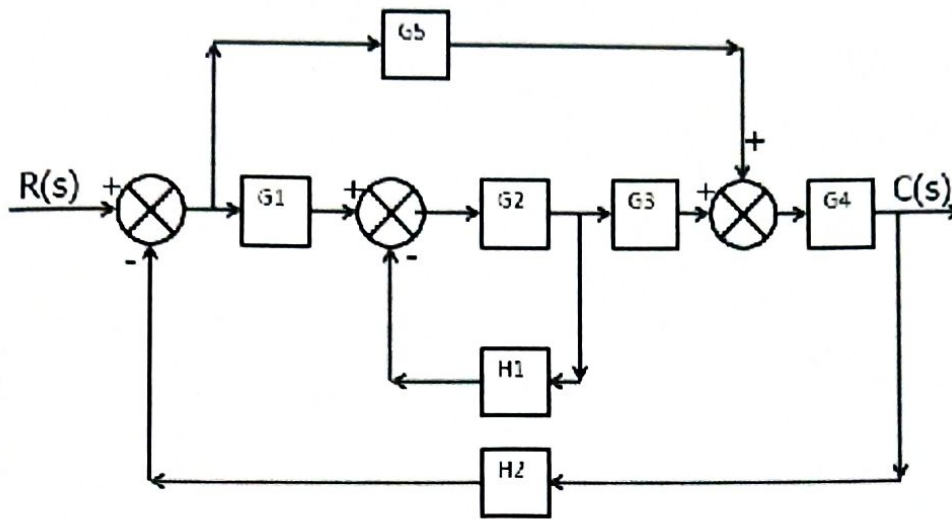 G5
+
R(s) + G1 + G2 G3 + G4 C(s)
- -
H1
H2